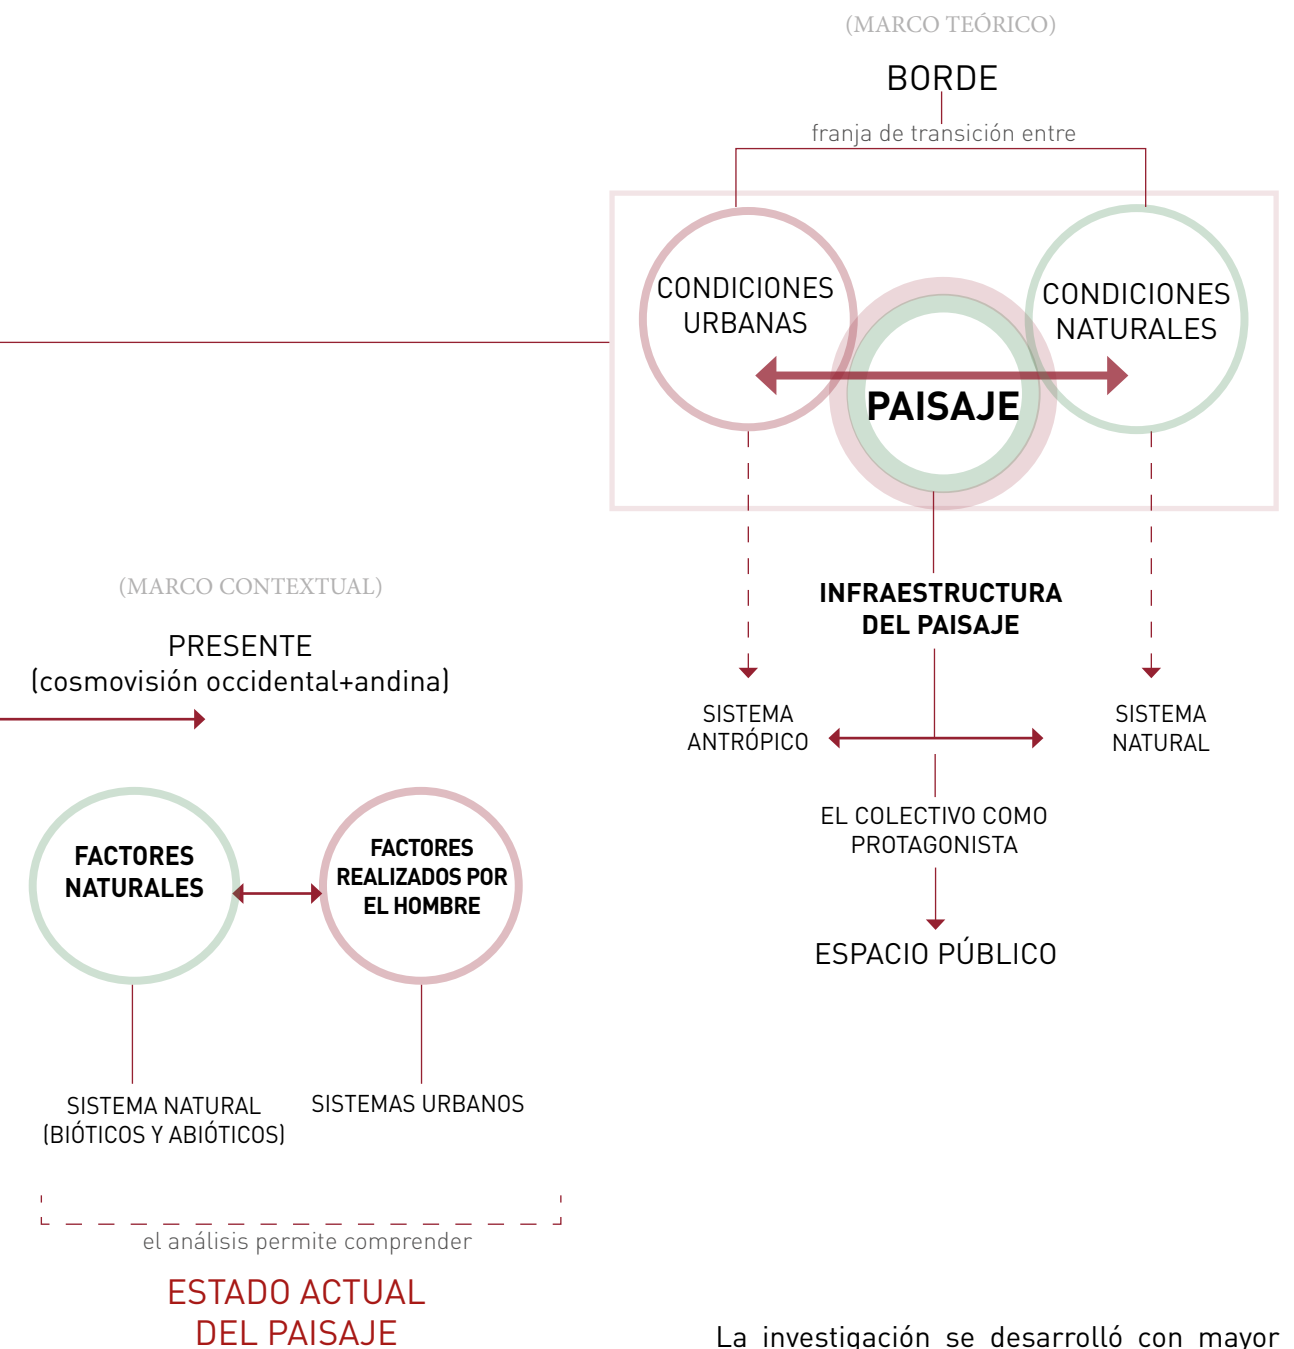 (MARCO TEÓRICO)
BORDE
franja de transición entre
CONDICIONES
URBANAS
CONDICIONES
NATURALES
PAISAJE
INFRAESTRUCTURA
DEL PAISAJE
SISTEMA
ANTRÓPICO
SISTEMA
NATURAL
EL COLECTIVO COMO
PROTAGONISTA
ESPACIO PÚBLICO
(MARCO CONTEXTUAL)
PRESENTE
(cosmovisión occidental+andina)
FACTORES
NATURALES
FACTORES
REALIZADOS POR
EL HOMBRE
SISTEMA NATURAL
(BIÓTICOS Y ABIÓTICOS)
SISTEMAS URBANOS
el análisis permite comprender
ESTADO ACTUAL
DEL PAISAJE
La investigación se desarrolló con mayor